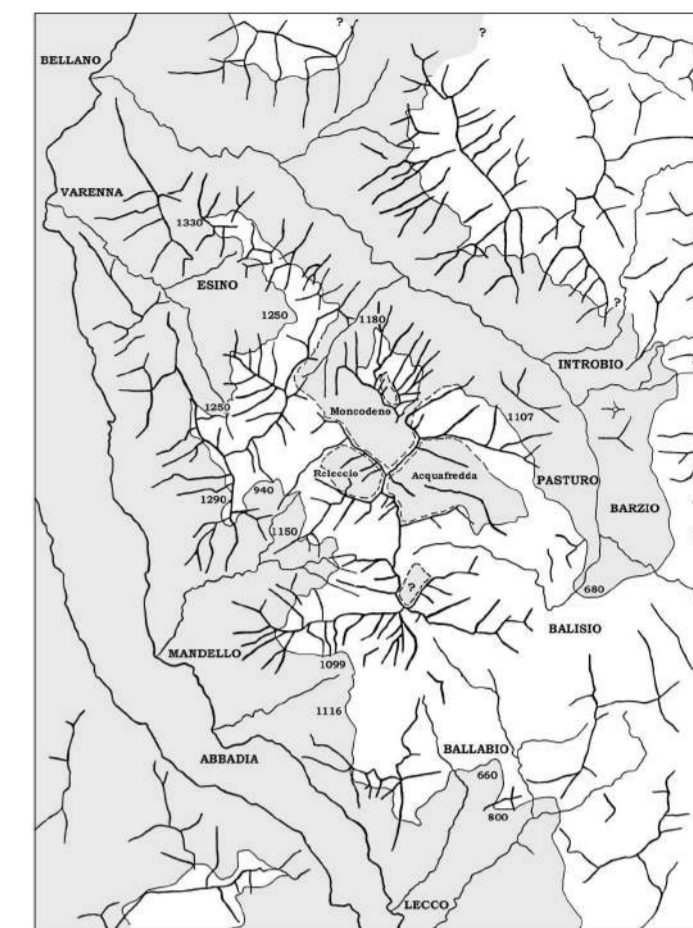 ?
?
BELLANO
VARENNA
1330
ESINO
1250
1180
?
INTROBIO
1250
Moncodeno
1107
Releccio
Acquafredda
PASTURO
1290
940
BARZIO
1150
?
680
BALISIO
MANDELLO
1099
1116
ABBADIA
BALLABIO
660
800
LECCO